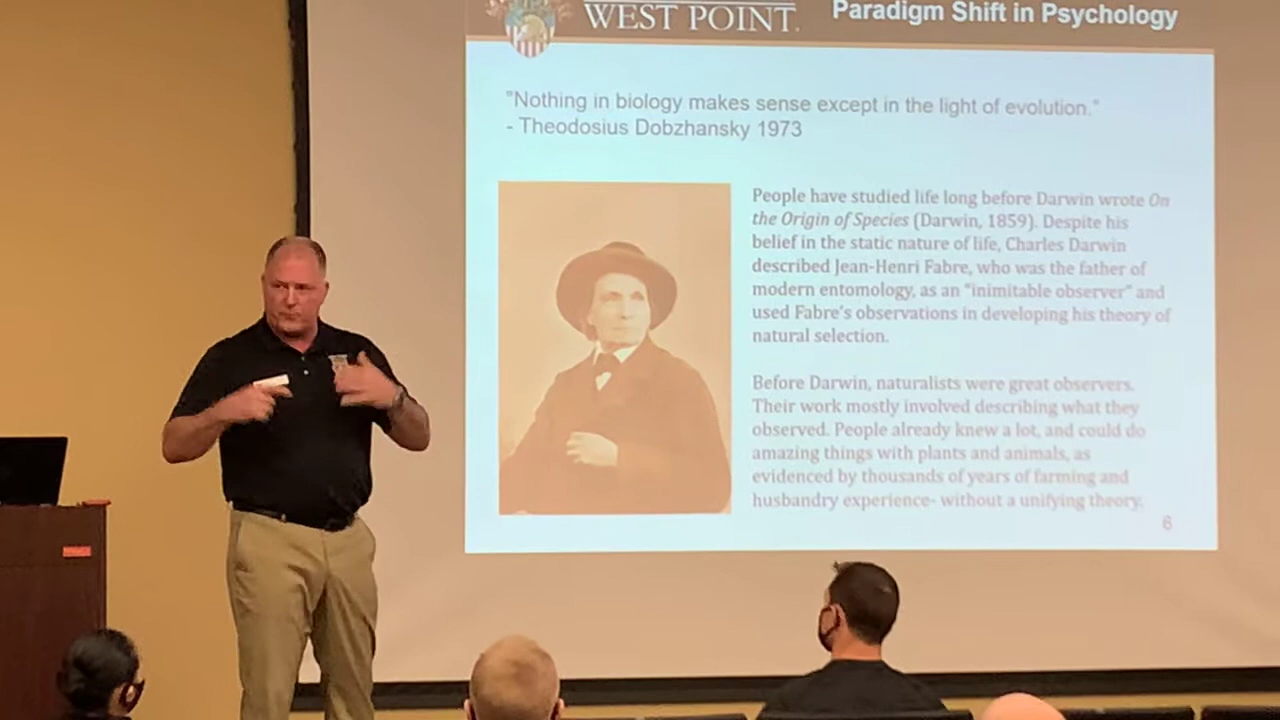 WEST POINT.
Paradigm Shift in Psychology
"Nothing in biology makes sense except in the light of evolution."
- Theodosius Dobzhansky 1973
People have studied life long before Darwin wrote On
the Origin of Species (Darwin, 1859). Despite his
belief in the static nature of life, Charles Darwin
described Jean-Henri Fabre, who was the father of
modern entomology, as an "inimitable observer" and
used Fabre's observations in developing his theory of
natural selection.
Before Darwin, naturalists were great observers.
Their work mostly involved describing what they
observed. People already knew a lot, and could do
amazing things with plants and animals, as
evidenced by thousands of years of farming and
husbandry experience- without a unifying theory.
6